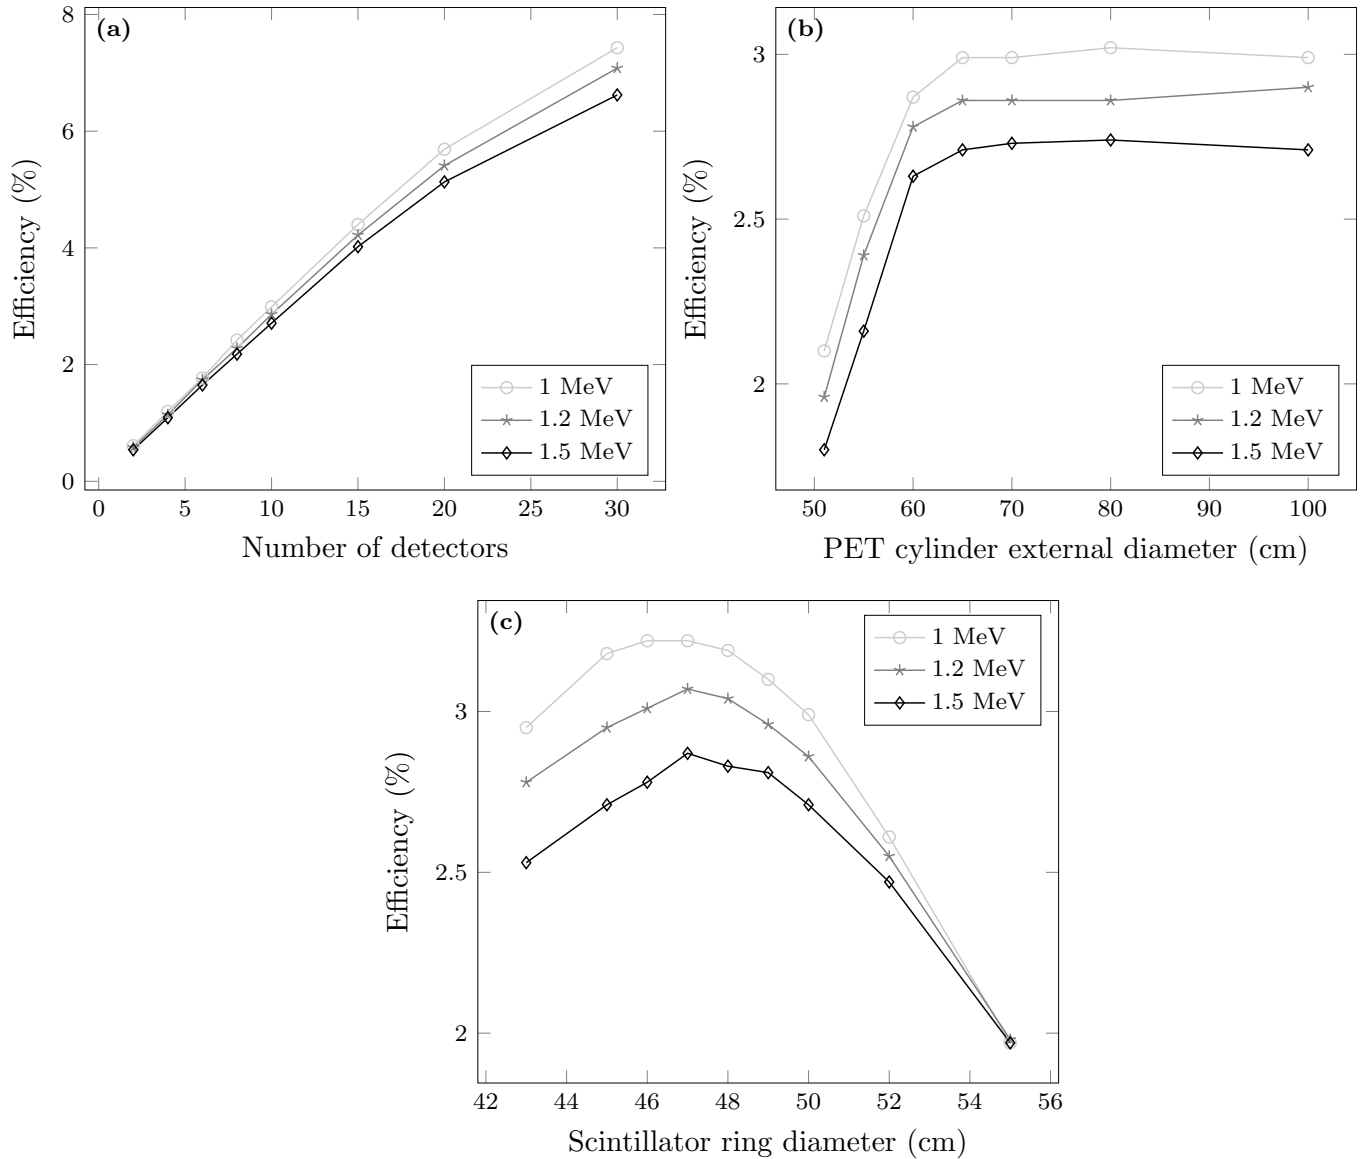 (a)
8
6
4
2
0
Efficiency (%)
1 MeV
1.2 MeV
1.5 MeV
0 5 10 15 20 25 30
Number of detectors
(b)
3
2.5
2
Efficiency (%)
1 MeV
1.2 MeV
1.5 MeV
50 60 70 80 90 100
PET cylinder external diameter (cm)
(c)
1 MeV
1.2 MeV
1.5 MeV
3
2.5
2
Efficiency (%)
42 44 46 48 50 52 54 56
Scintillator ring diameter (cm)